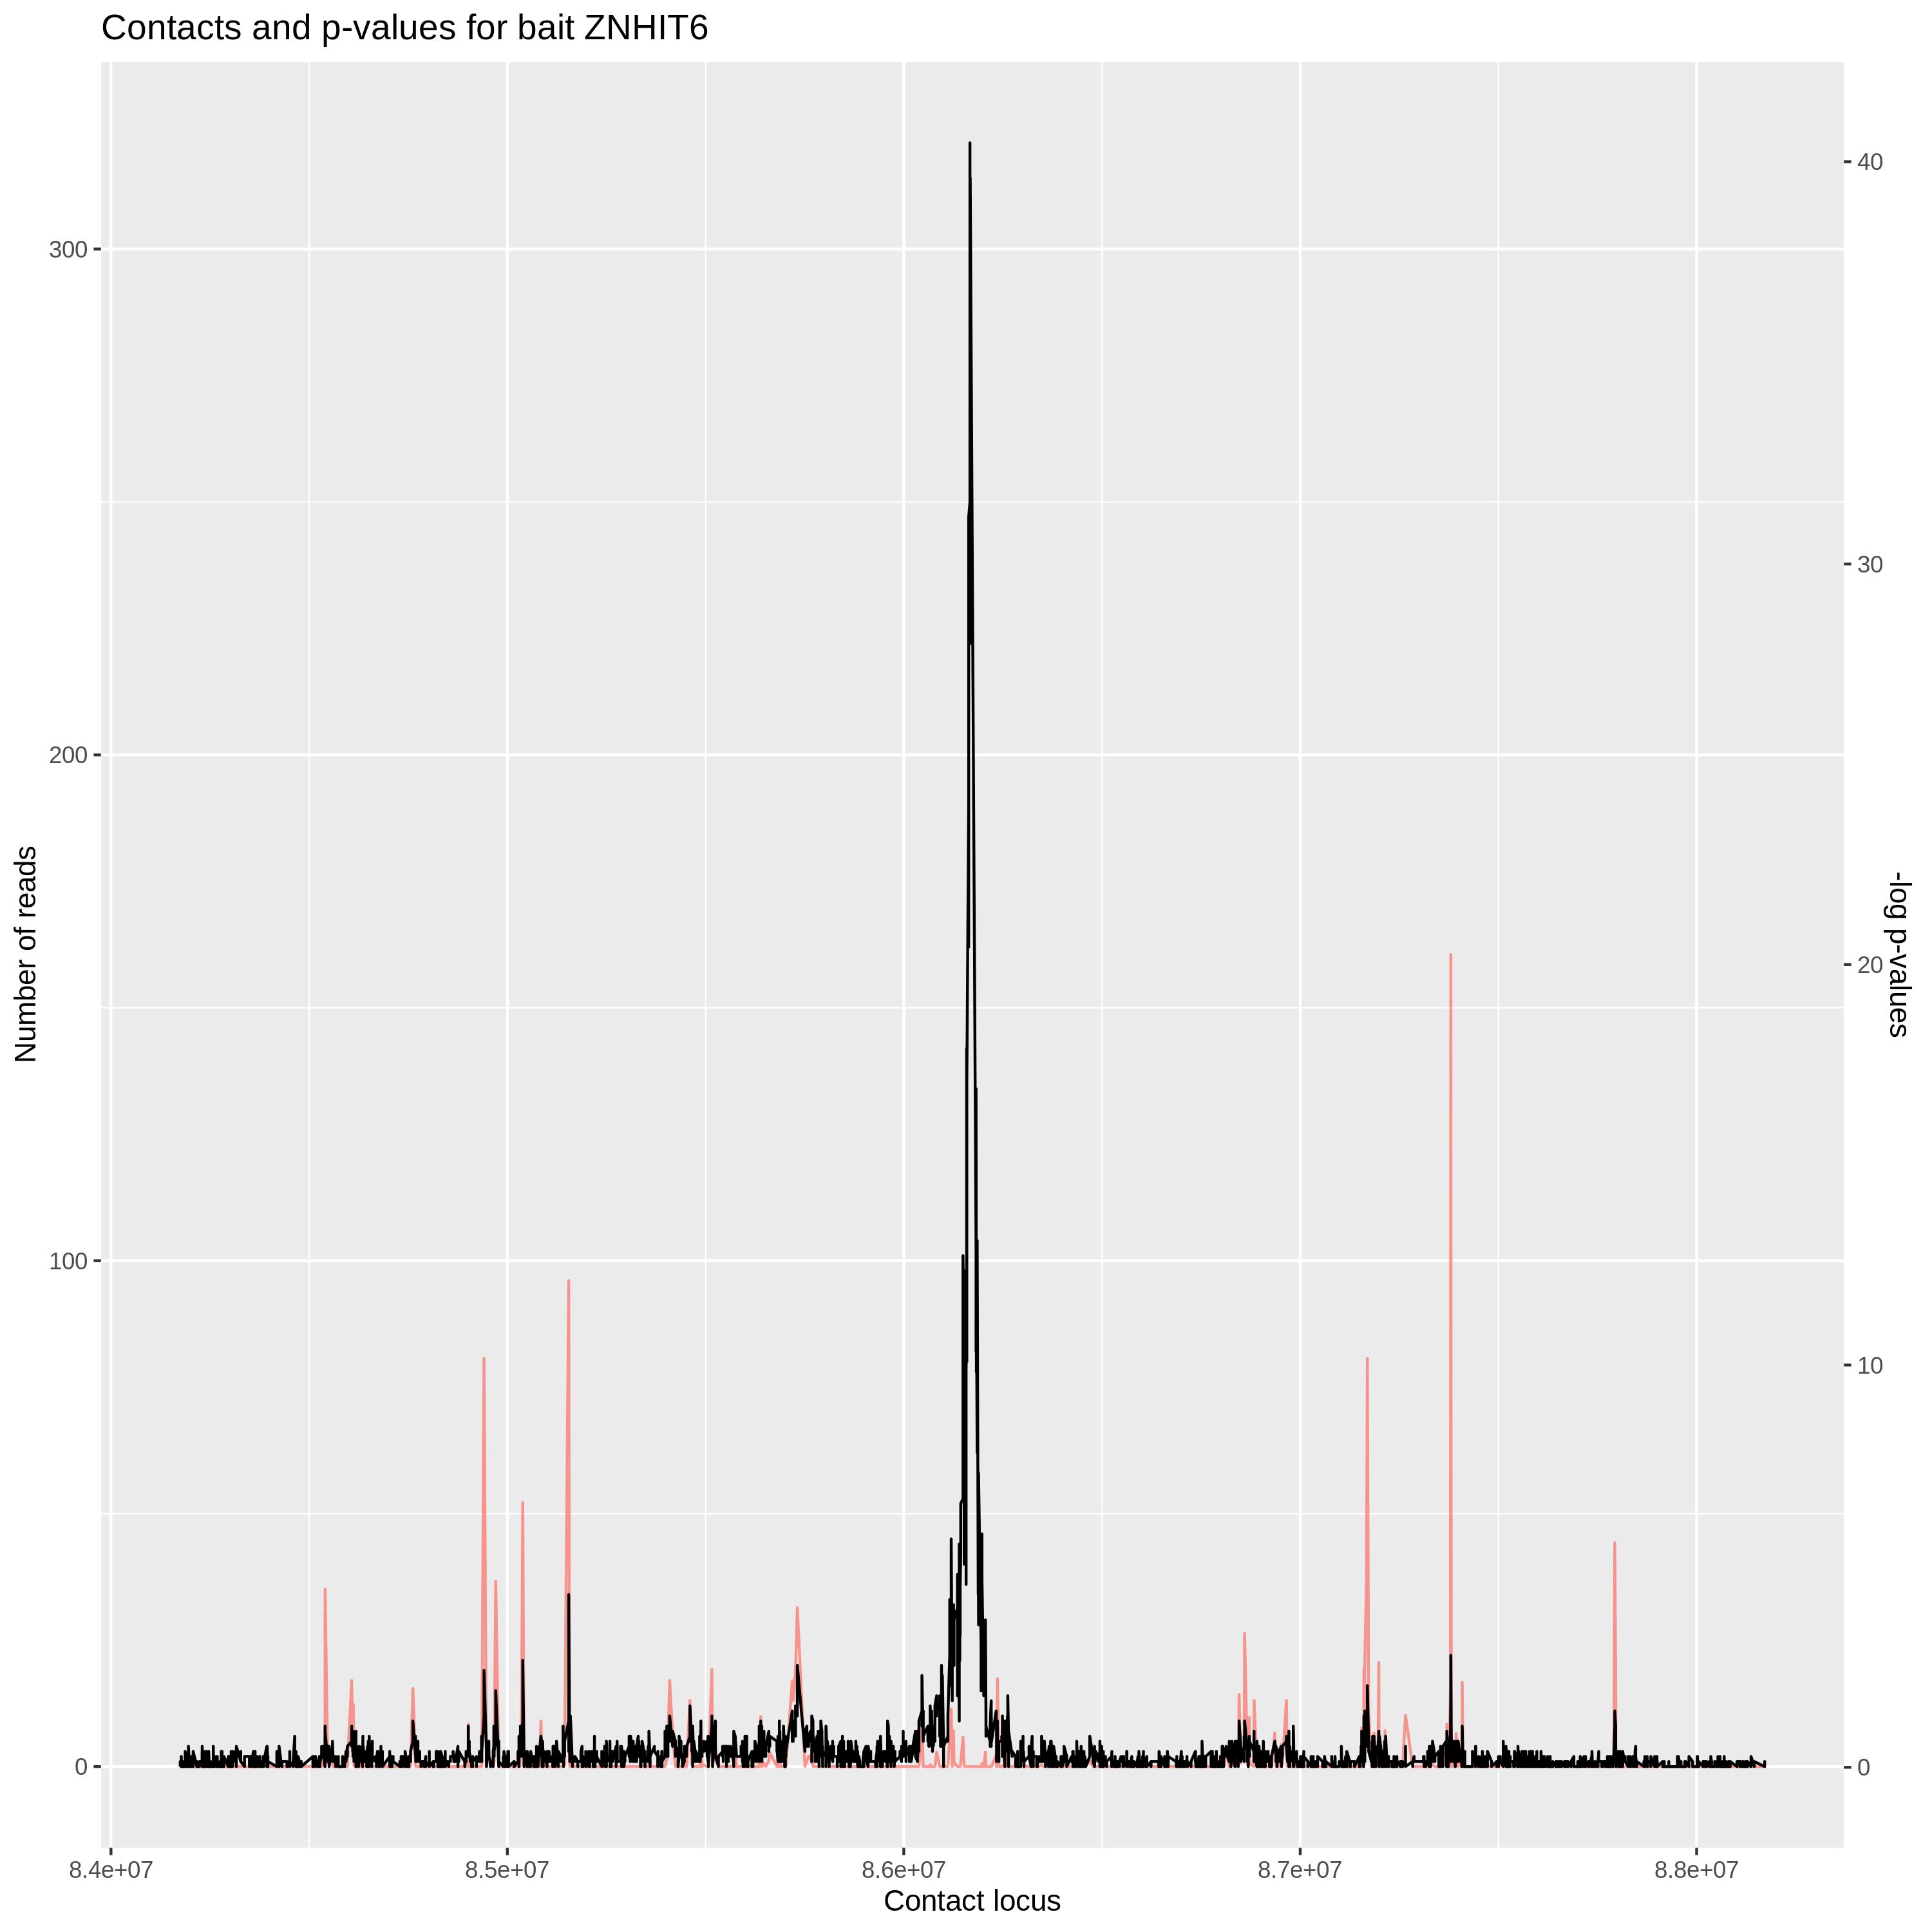 Contacts and p-values for bait ZNHIT6
300
200
100
0
Number of reads
40
30
20
10
0
-log p-values
8.4e+07
8.5e+07
8.6e+07
8.7e+07
8.8e+07
Contact locus